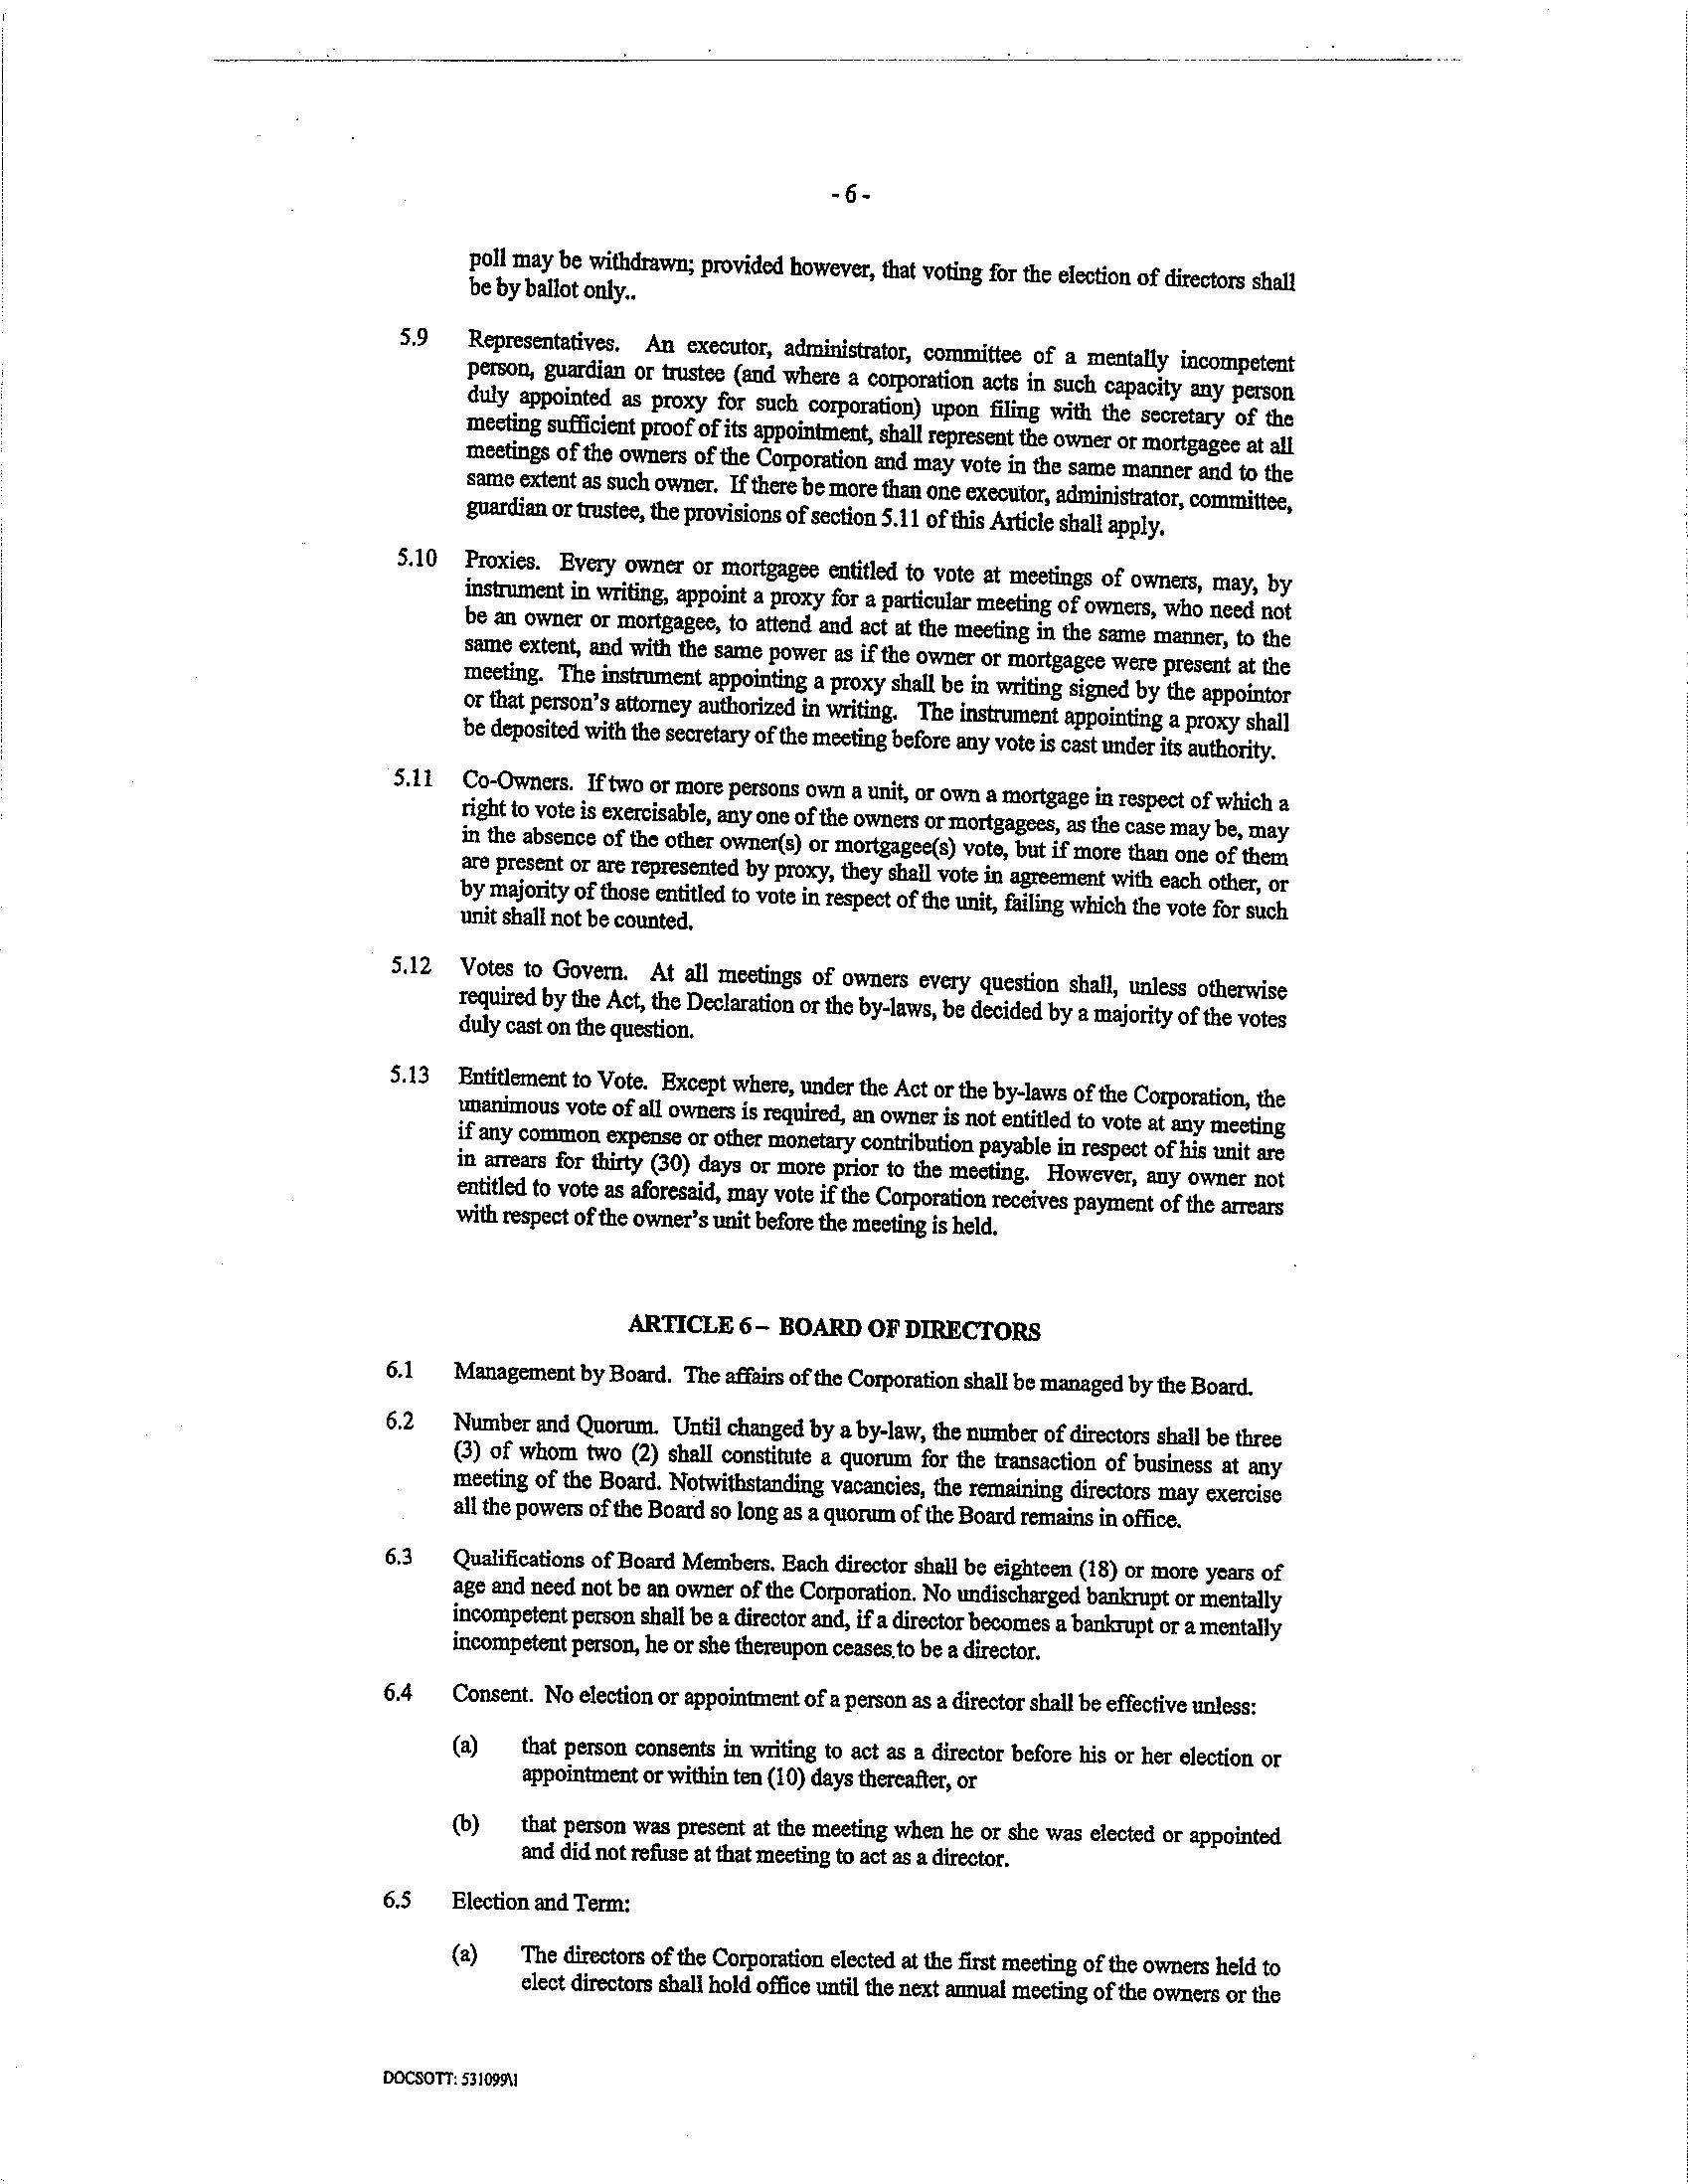 - 6 -
poll may be withdrawn; provided however, that voting for the election of directors shall
be by ballot only..
5.9 Representatives. An executor, administrator, committee of a mentally incompetent
person, guardian or trustee (and where a corporation acts in such capacity any person
duly appointed as proxy for such corporation) upon filing with the secretary of the
meeting sufficient proof of its appointment, shall represent the owner or mortgagee at all
meetings of the owners of the Corporation and may vote in the same manner and to the
same extent as such owner. If there be more than one executor, administrator, committee,
guardian or trustee, the provisions of section 5.11 of this Article shall apply.
5.10 Proxies. Every owner or mortgagee entitled to vote at meetings of owners, may, by
instrument in writing, appoint a proxy for a particular meeting of owners, who need not
be an owner or mortgagee, to attend and act at the meeting in the same manner, to the
same extent, and with the same power as if the owner or mortgagee were present at the
meeting. The instrument appointing a proxy shall be in writing signed by the appointor
or that person's attorney authorized in writing. The instrument appointing a proxy shall
be deposited with the secretary of the meeting before any vote is cast under its authority.
5.11 Co-Owners. If two or more persons own a unit, or own a mortgage in respect of which a
right to vote is exercisable, any one of the owners or mortgagees, as the case may be, may
in the absence of the other owner(s) or mortgagee(s) vote, but if more than one of them
are present or are represented by proxy, they shall vote in agreement with each other, or
by majority of those entitled to vote in respect of the unit, failing which the vote for such
unit shall not be counted.
5.12 Votes to Govern. At all meetings of owners every question shall, unless otherwise
required by the Act, the Declaration or the by-laws, be decided by a majority of the votes
duly cast on the question.
5.13 Entitlement to Vote. Except where, under the Act or the by-laws of the Corporation, the
unanimous vote of all owners is required, an owner is not entitled to vote at any meeting
if any common expense or other monetary contribution payable in respect of his unit are
in arrears for thirty (30) days or more prior to the meeting. However, any owner not
entitled to vote as aforesaid, may vote if the Corporation receives payment of the arrears
with respect of the owner's unit before the meeting is held.
ARTICLE 6 – BOARD OF DIRECTORS
6.1 Management by Board. The affairs of the Corporation shall be managed by the Board.
6.2 Number and Quorum. Until changed by a by-law, the number of directors shall be three
(3) of whom two (2) shall constitute a quorum for the transaction of business at any
meeting of the Board. Notwithstanding vacancies, the remaining directors may exercise
all the powers of the Board so long as a quorum of the Board remains in office.
6.3 Qualifications of Board Members. Each director shall be eighteen (18) or more years of
age and need not be an owner of the Corporation. No undischarged bankrupt or mentally
incompetent person shall be a director and, if a director becomes a bankrupt or a mentally
incompetent person, he or she thereupon ceases to be a director.
6.4 Consent. No election or appointment of a person as a director shall be effective unless:
(a) that person consents in writing to act as a director before his or her election or
appointment or within ten (10) days thereafter, or
(b) that person was present at the meeting when he or she was elected or appointed
and did not refuse at that meeting to act as a director.
6.5 Election and Term:
(a) The directors of the Corporation elected at the first meeting of the owners held to
elect directors shall hold office until the next annual meeting of the owners or the
DOCSOTT: 531099\1